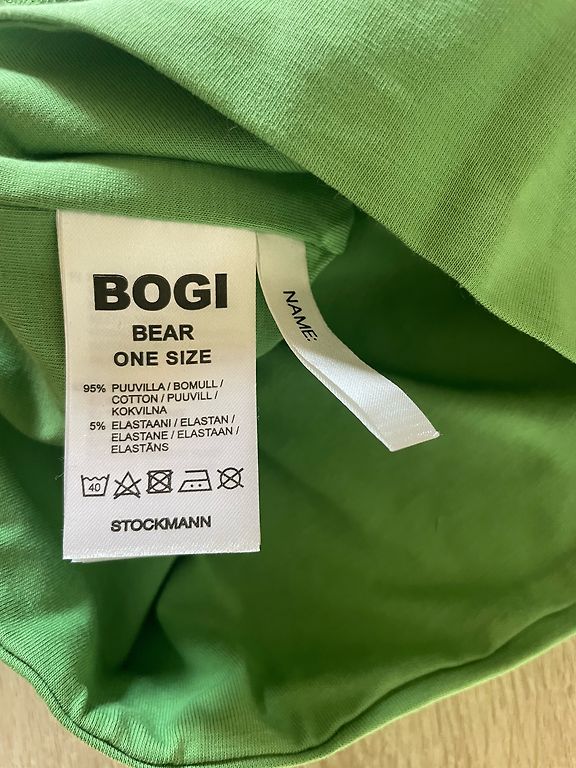 BOGI
BEAR
ONE SIZE
95% PUUVILLA / BOMULL /
COTTON / PUUVILL /
KOKVILNA
5% ELASTAANI / ELASTAN /
ELASTANE / ELASTAAN /
ELASTĀNS
40
STOCKMANN
NAME: